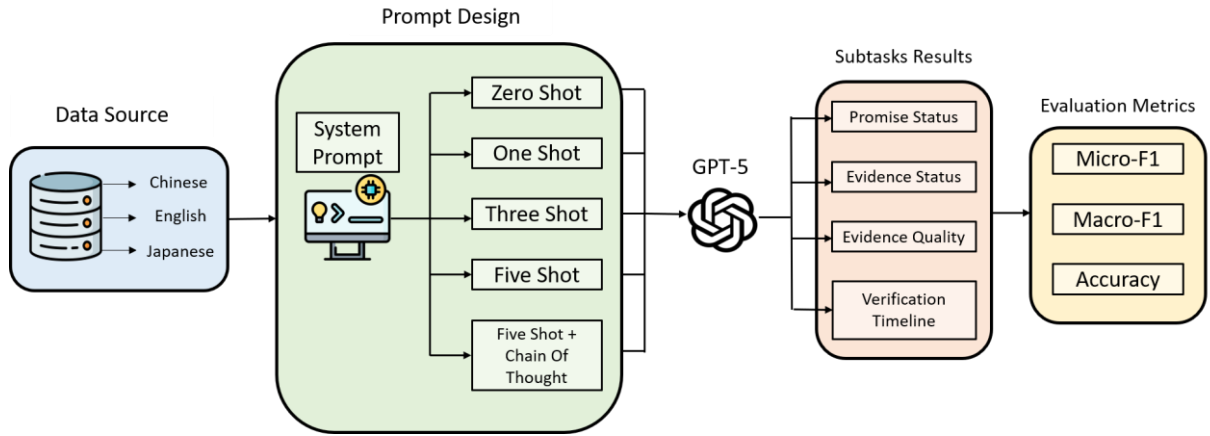 Data Source
Chinese
English
Japanese
Prompt Design
System
Prompt
Zero Shot
One Shot
Three Shot
Five Shot
Five Shot +
Chain Of
Thought
GPT-5
Subtasks Results
Promise Status
Evidence Status
Evidence Quality
Verification
Timeline
Evaluation Metrics
Micro-F1
Macro-F1
Accuracy